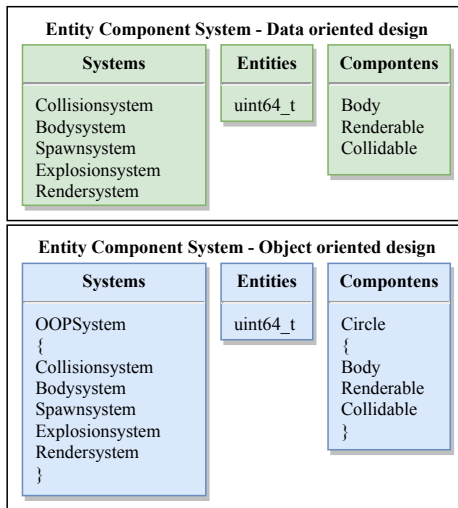 Entity Component System - Data oriented design
Systems
Collisionsystem
Bodysystem
Spawnsystem
Explosionsystem
Rendersystem
Entities
uint64_t
Compontens
Body
Renderable
Collidable
Entity Component System - Object oriented design
Systems
OOPSystem
{
Collisionsystem
Bodysystem
Spawnsystem
Explosionsystem
Rendersystem
}
Entities
uint64_t
Compontens
Circle
{
Body
Renderable
Collidable
}